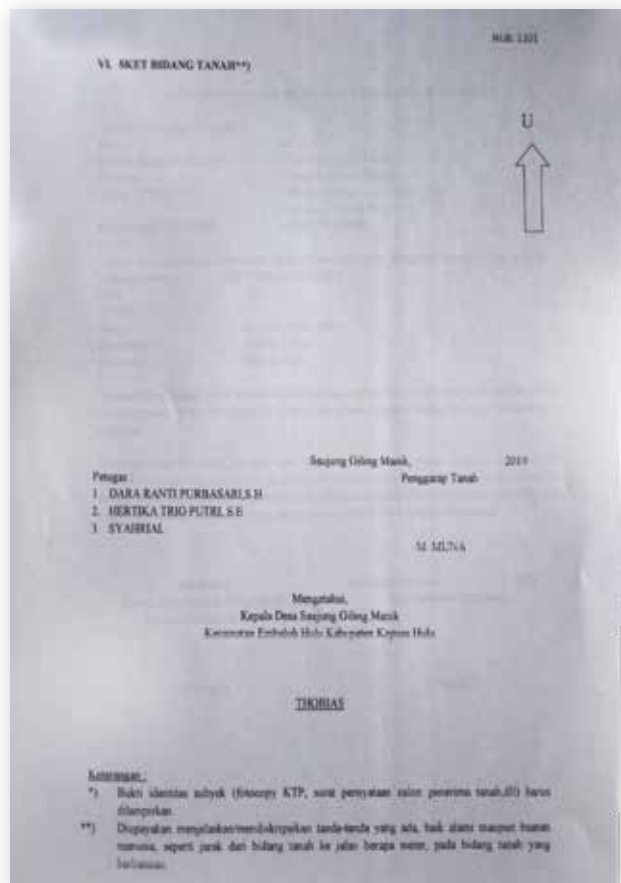 NUB. 1101
VI. SKET BIDANG TANAH**)
U
Saujung Giling Manik, 2019
Petugas :
Penggarap Tanah
1. DARA RANTI PURBASARI,S.H
2. HERTIKA TRIO PUTRI, S.E
3. SYAHRIAL
M. MUNA
Mengetahui,
Kepala Desa Saujung Giling Manik
Kecamatan Embaloh Hulu Kabupaten Kapuas Hulu
THOBIAS
Keterangan :
*) Bukti identitas subyek (fotocopy KTP, surat pernyataan calon penerima tanah,dll) harus
dilampirkan.
**) Diupayakan menjelaskan/mendiskripsikan tanda-tanda yang ada, baik alami maupun buatan
manusia, seperti jarak dari bidang tanah ke jalan berapa meter, pada bidang tanah yang
berbatasan.